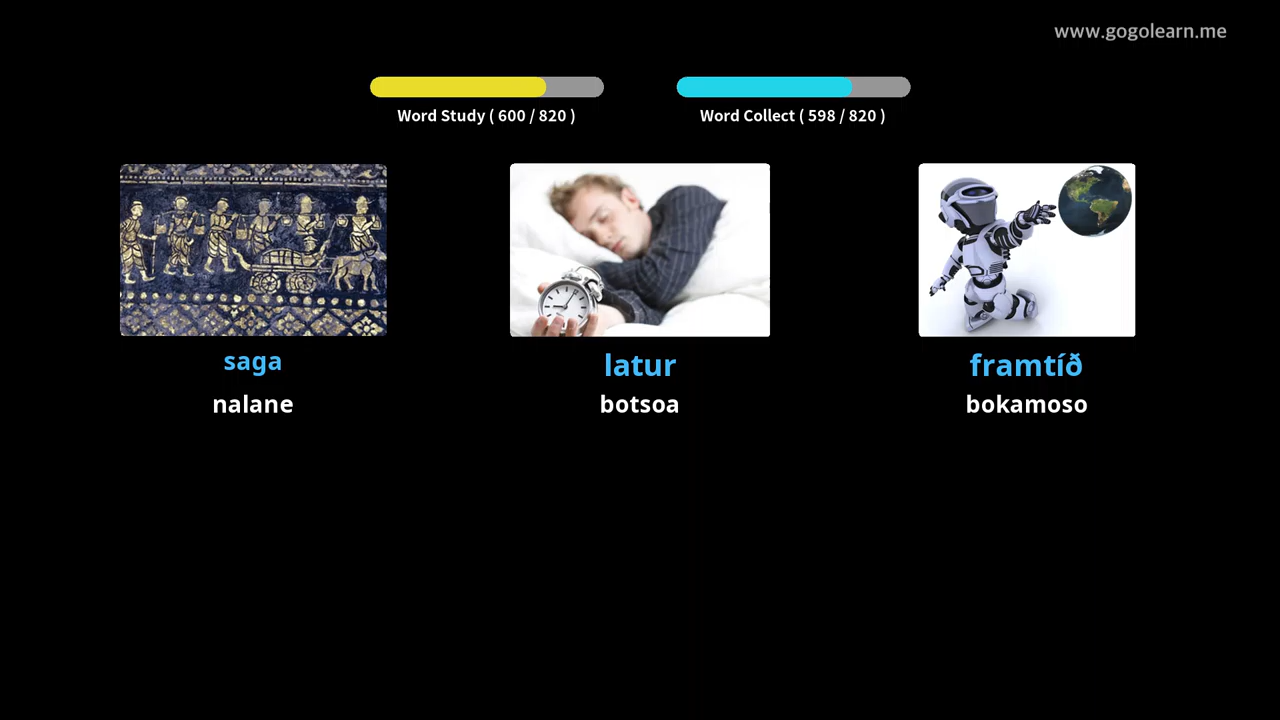 www.gogolearn.me
Word Study ( 600 / 820 )
Word Collect ( 598 / 820 )
saga
latur
framtíð
nalane
botsoa
bokamoso